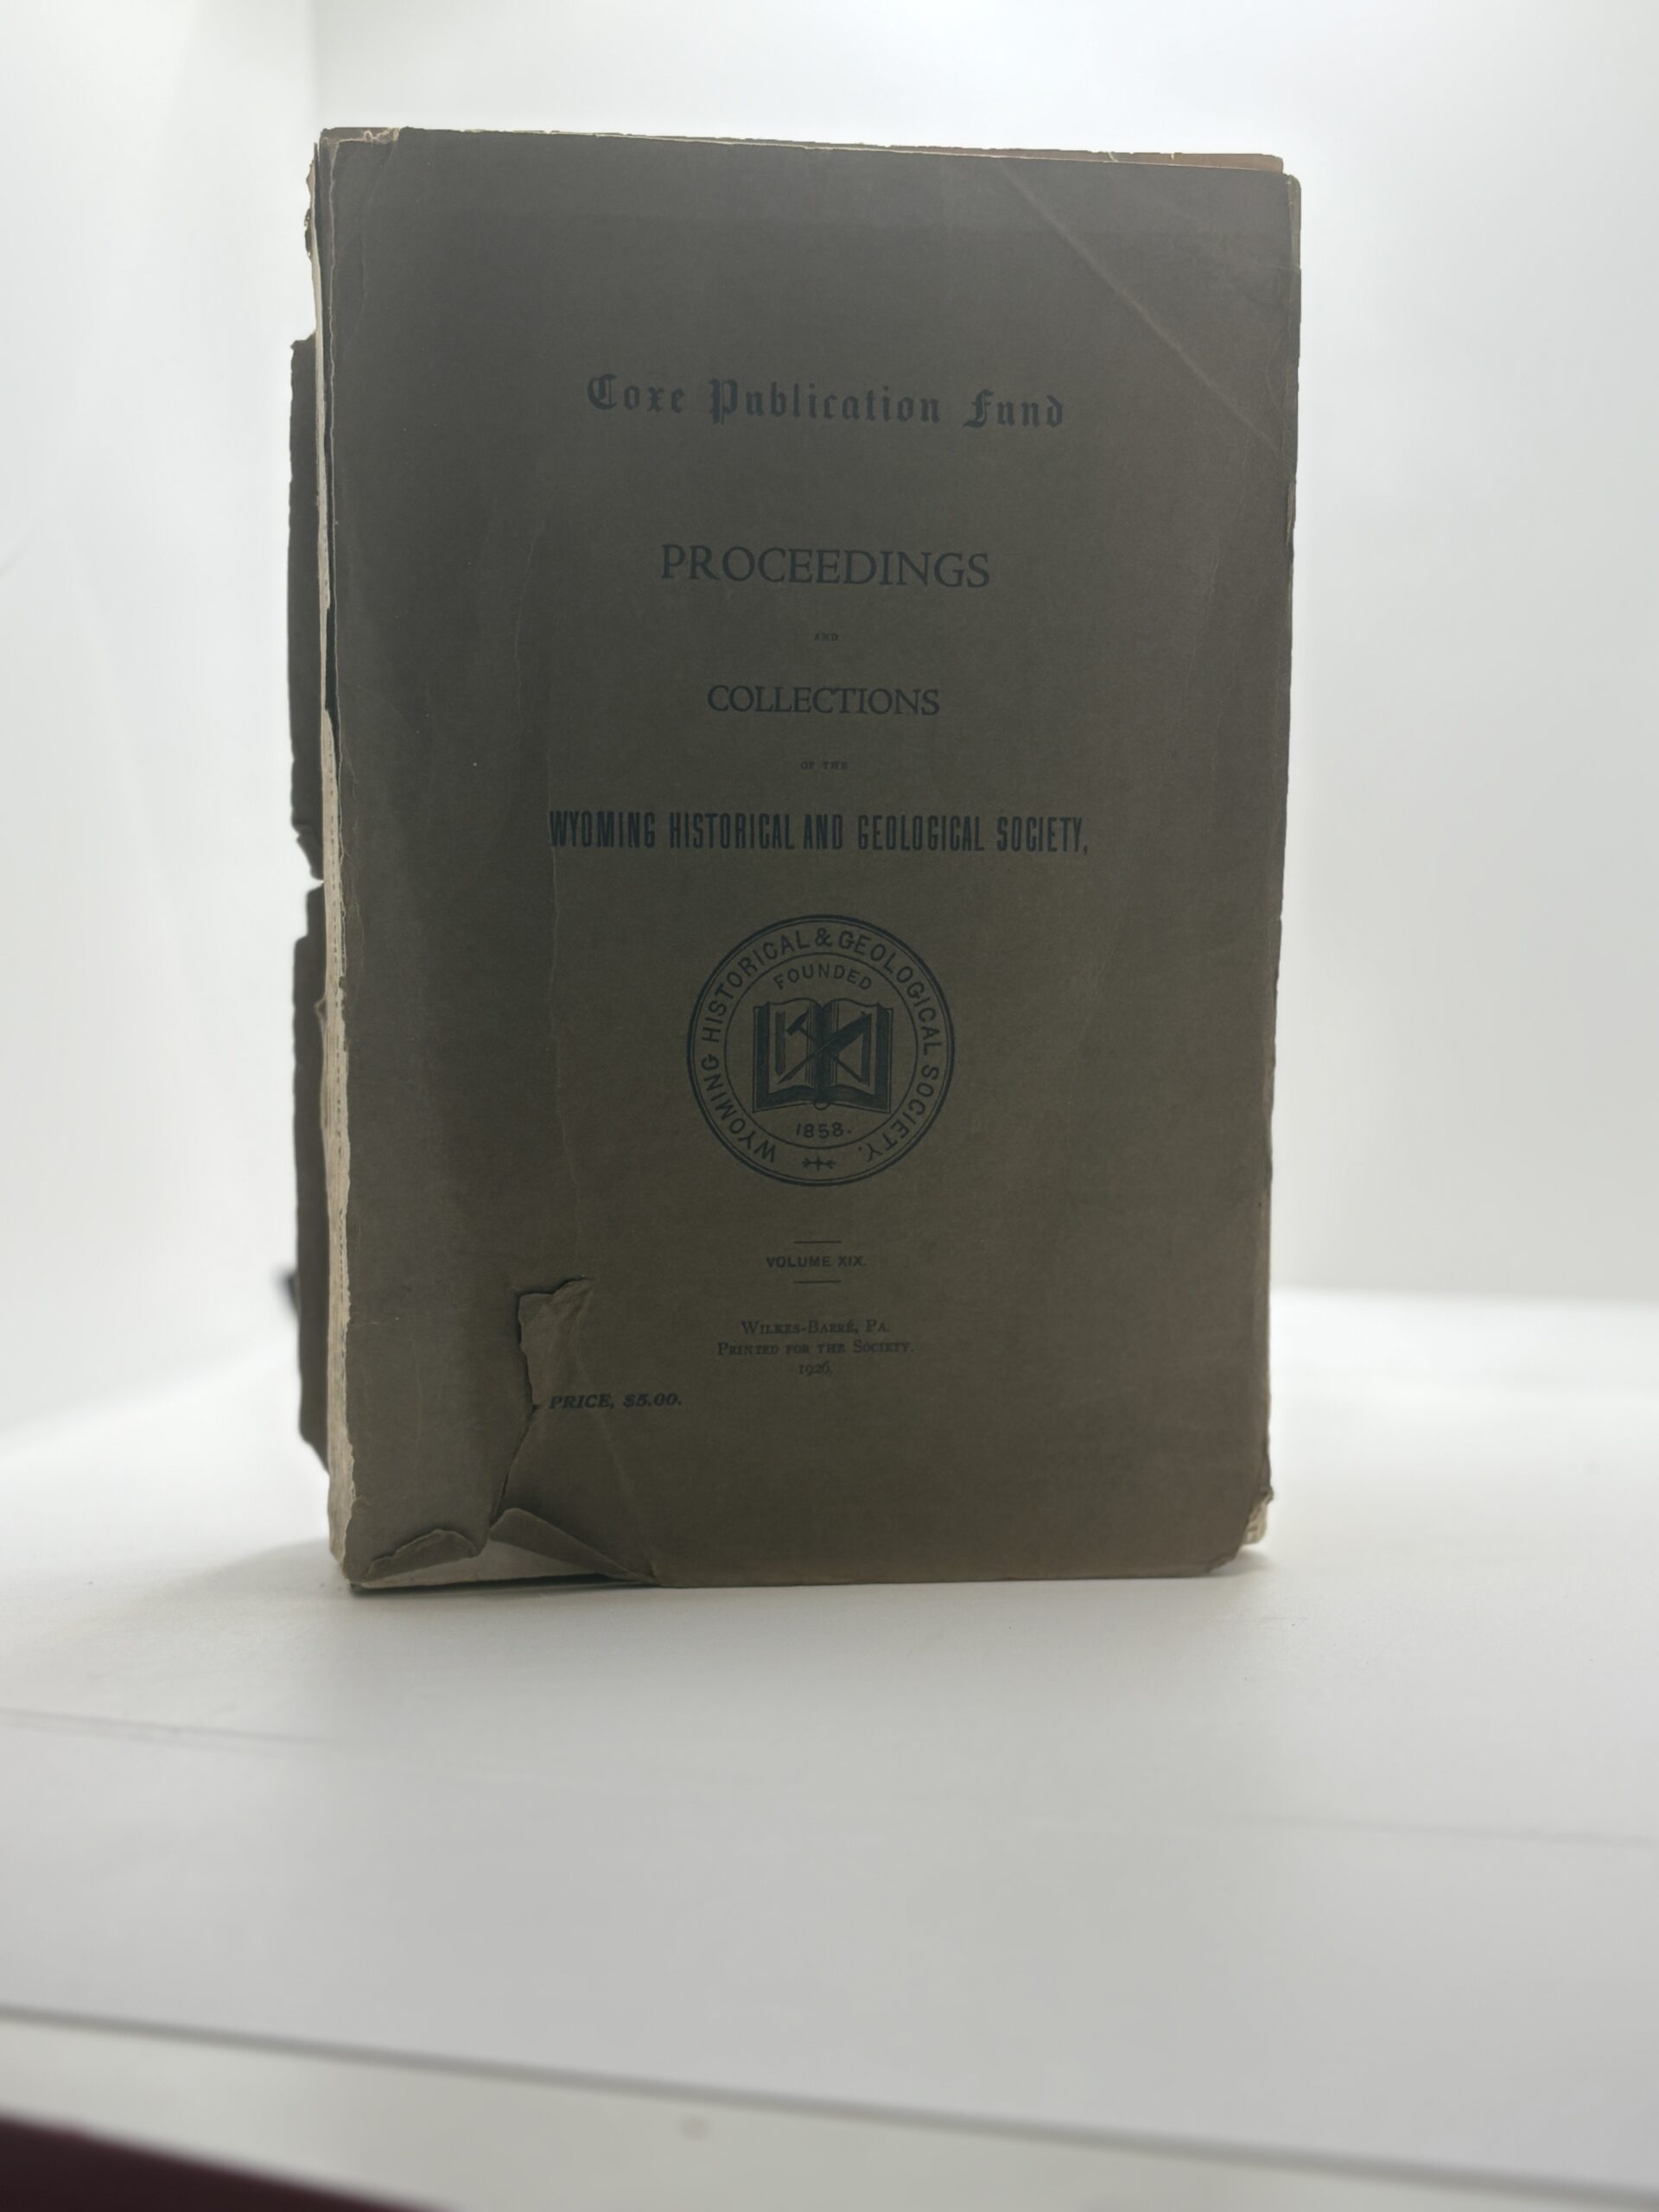 Coxe Publication Fund
PROCEEDINGS
AND
COLLECTIONS
OF THE
WYOMING HISTORICAL AND GEOLOGICAL SOCIETY,
WYOMING HISTORICAL & GEOLOGICAL SOCIETY.
FOUNDED
1858.
VOLUME XIX.
WILKES-BARRÉ, PA.
PRINTED FOR THE SOCIETY.
1926.
PRICE, $5.00.